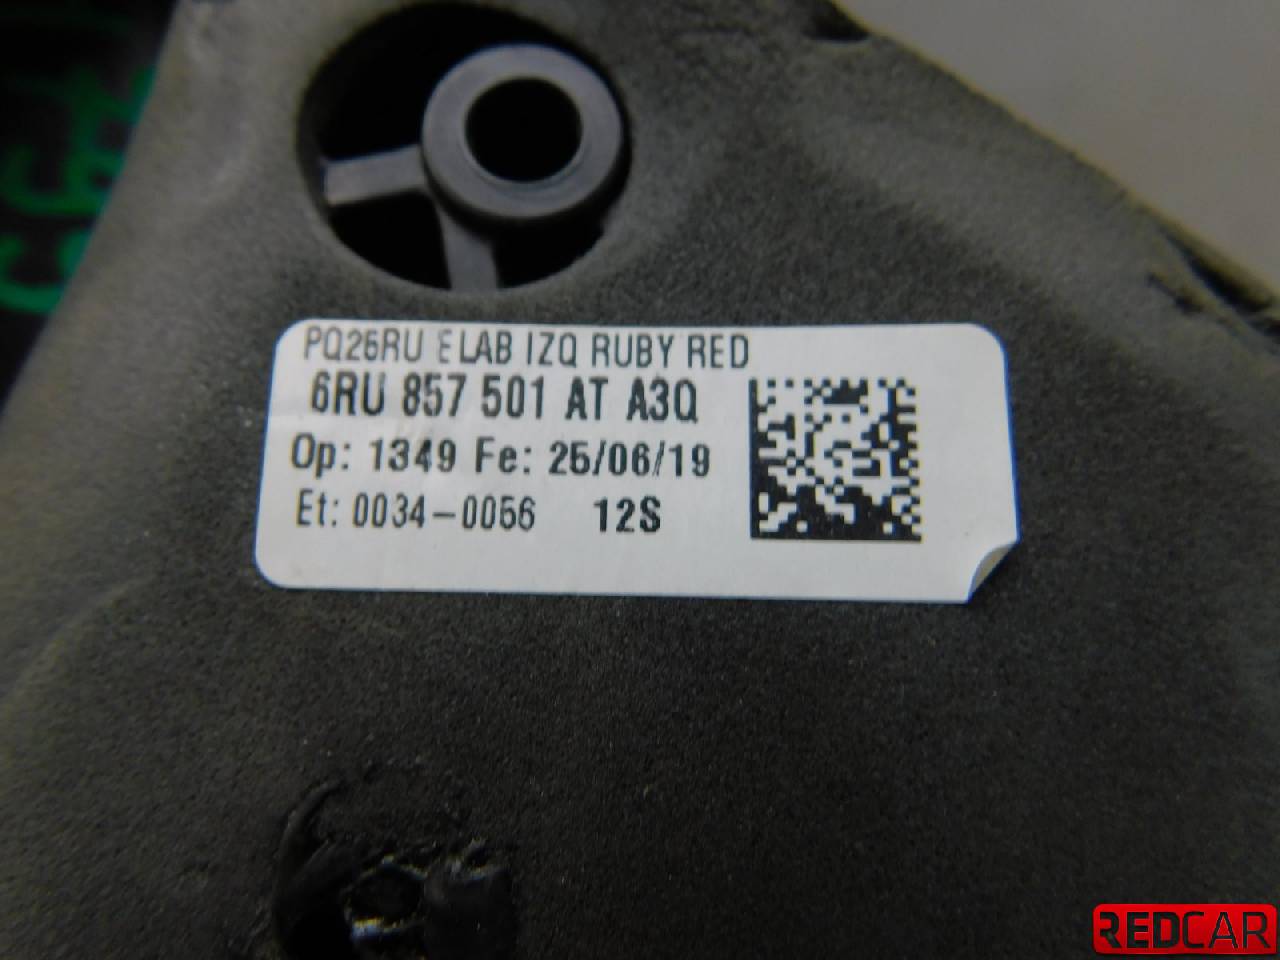 PQ26RU ELAB IZQ RUBY RED
6RU 857 501 AT A3Q
Op: 1349 Fe: 25/06/19
Et: 0034-0056 12S
REDCAR